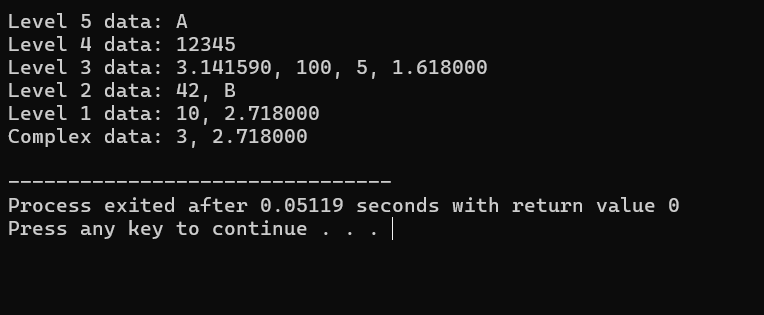 Level 5 data: A
Level 4 data: 12345
Level 3 data: 3.141590, 100, 5, 1.618000
Level 2 data: 42, B
Level 1 data: 10, 2.718000
Complex data: 3, 2.718000
--------------------------------
Process exited after 0.05119 seconds with return value 0
Press any key to continue . . .